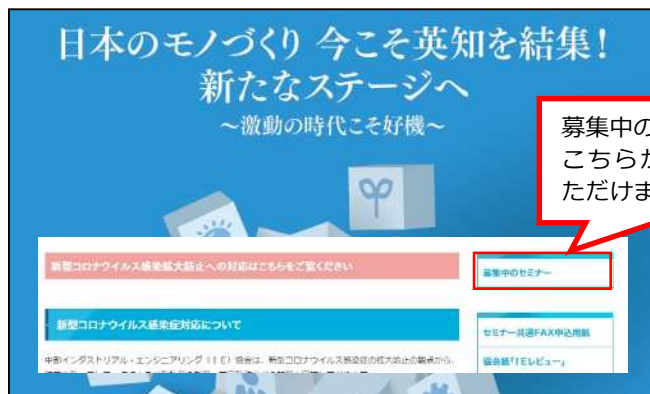 日本のモノづくり 今こそ英知を結集!
新たなステージへ
~激動の時代こそ好機~
募集中の
こちらか
ただけま
新型コロナウイルス感染拡大防止への対応はこちらをご覧ください
募集中のセミナー
新型コロナウイルス感染症対応について
セミナー共通FAX申込用紙
中部インダストリアル・エンジニアリング(IE)協会は、新型コロナウイルス感染症の拡大防止の観点から、
協会誌「IEレビュー」